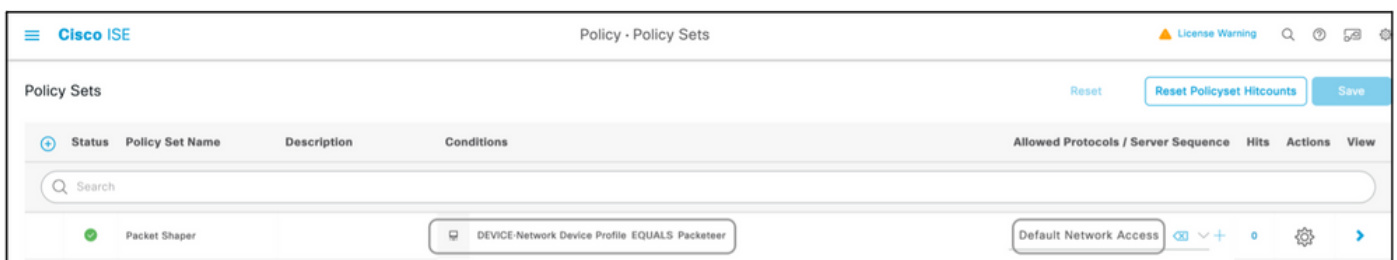 Cisco ISE Policy · Policy Sets License Warning
Policy Sets Reset Reset Policyset Hitcounts Save
Status Policy Set Name Description Conditions Allowed Protocols / Server Sequence Hits Actions View
Search
Packet Shaper DEVICE-Network Device Profile EQUALS Packeteer Default Network Access 0